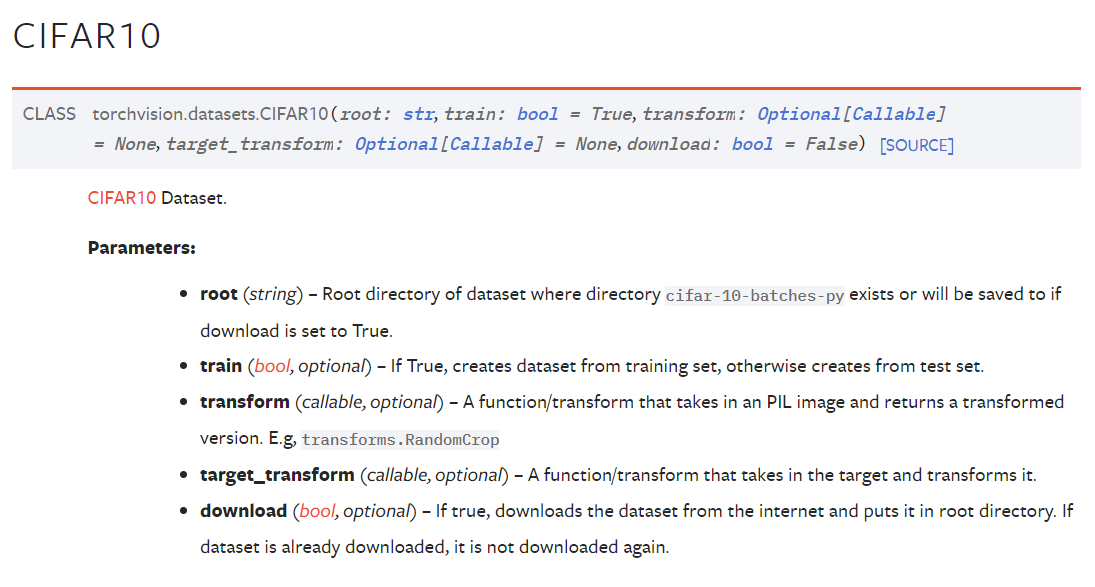 CIFAR10
CLASS torchvision.datasets.CIFAR10(root: str, train: bool = True, transform: Optional[Callable]
= None, target_transform: Optional[Callable] = None, download: bool = False) [SOURCE]
CIFAR10 Dataset.
Parameters:
• root (string) – Root directory of dataset where directory cifar-10-batches-py exists or will be saved to if
download is set to True.
• train (bool, optional) – If True, creates dataset from training set, otherwise creates from test set.
• transform (callable, optional) – A function/transform that takes in an PIL image and returns a transformed
version. E.g, transforms.RandomCrop
• target_transform (callable, optional) – A function/transform that takes in the target and transforms it.
• download (bool, optional) – If true, downloads the dataset from the internet and puts it in root directory. If
dataset is already downloaded, it is not downloaded again.